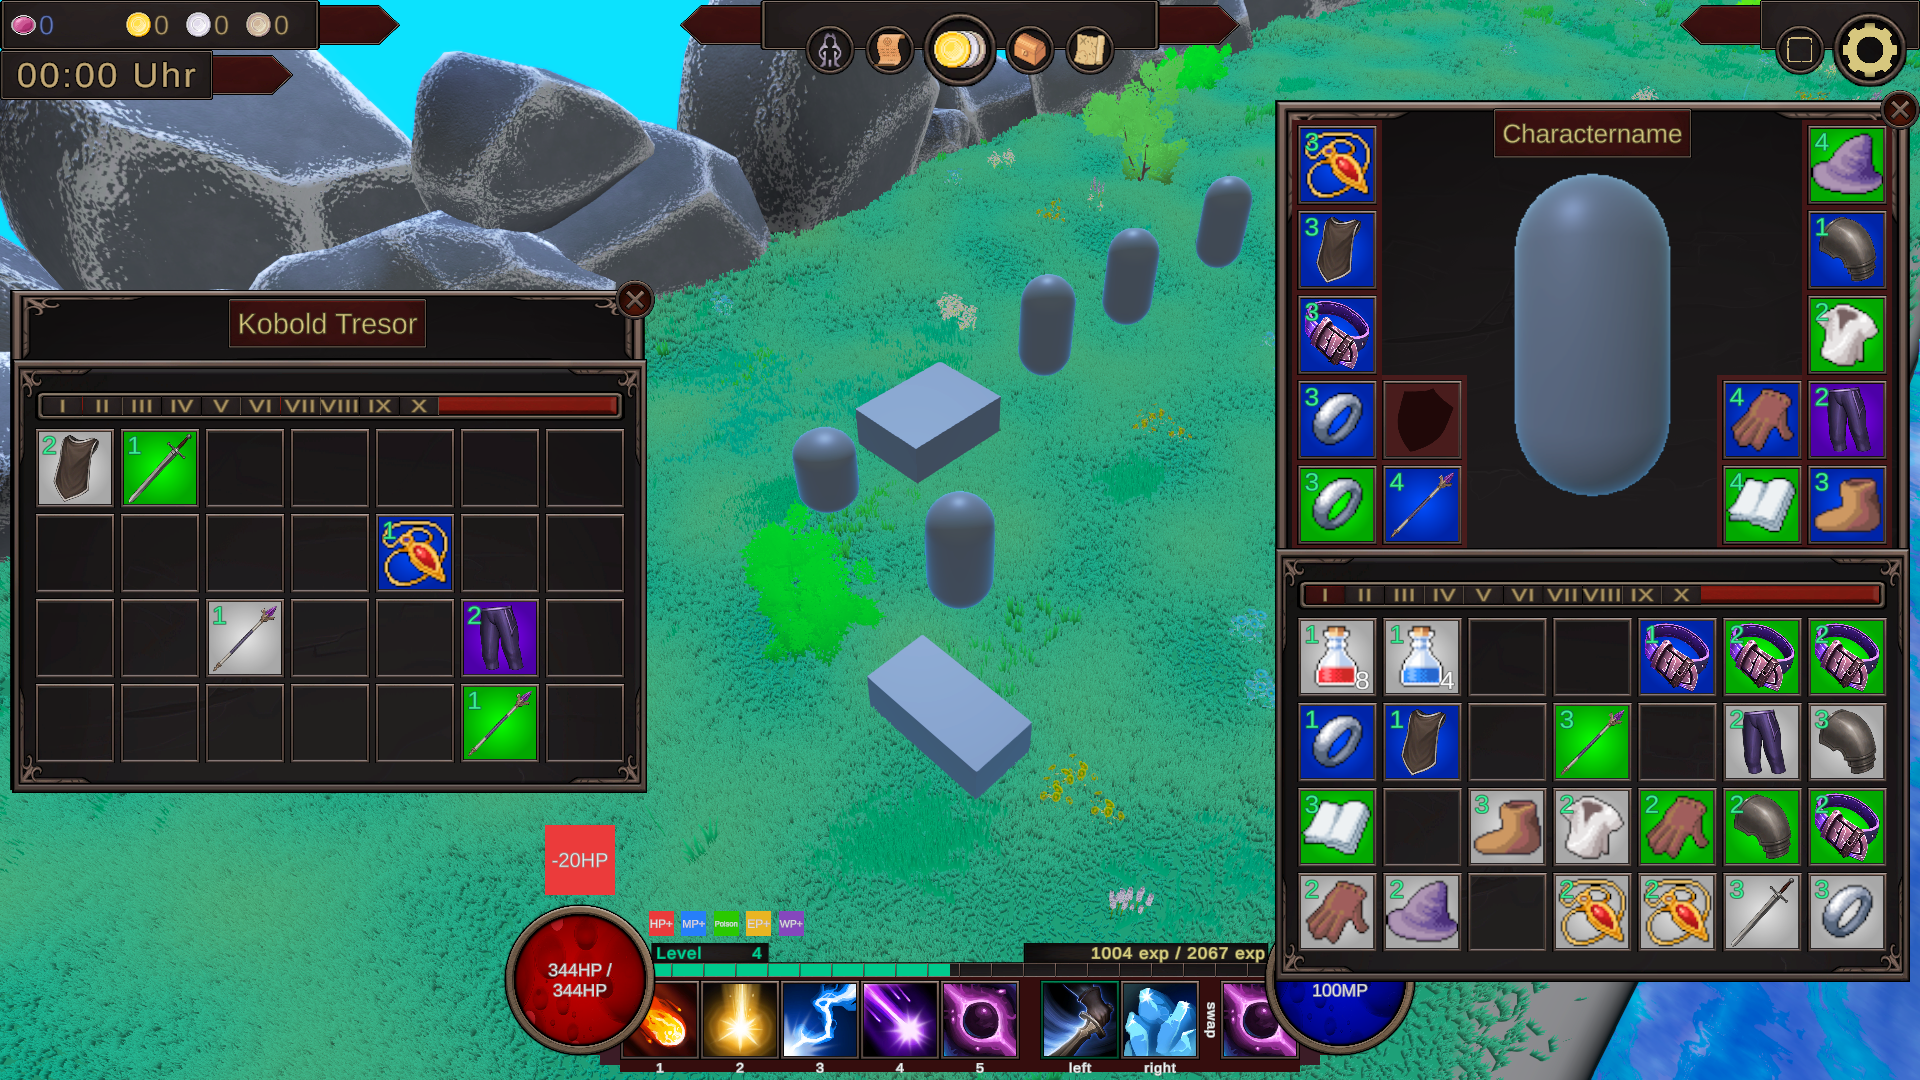 0 0 0 0
00:00 Uhr
Charactername
3 4
3 1
3 2
3 4 2
3 4 4 3
Kobold Tresor
I II III IV V VI VII VIII IX X
2 1
1
1 2
1
I II III IV V VI VII VIII IX X
1 8 1 4 1 2 2
1 1 3 2 3
3 3 2 2 2 2
2 2 2 2 3 3
-20HP
HP+ MP+ Poison EP+ WP+
Level 4
1004 exp / 2067 exp
344HP /
344HP
100MP
swap
1 2 3 4 5 left right